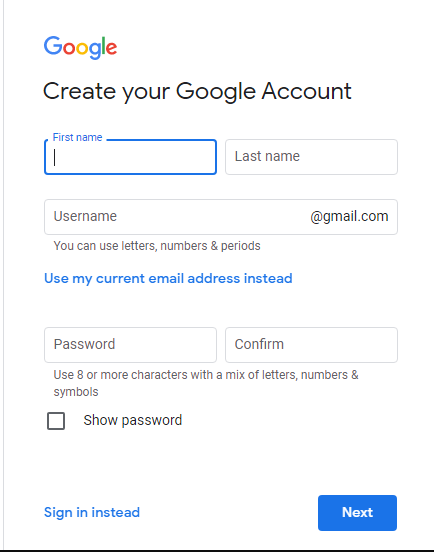 Google
Create your Google Account
First name
Last name
Username @gmail.com
You can use letters, numbers & periods
Use my current email address instead
Password Confirm
Use 8 or more characters with a mix of letters, numbers &
symbols
Show password
Sign in instead Next